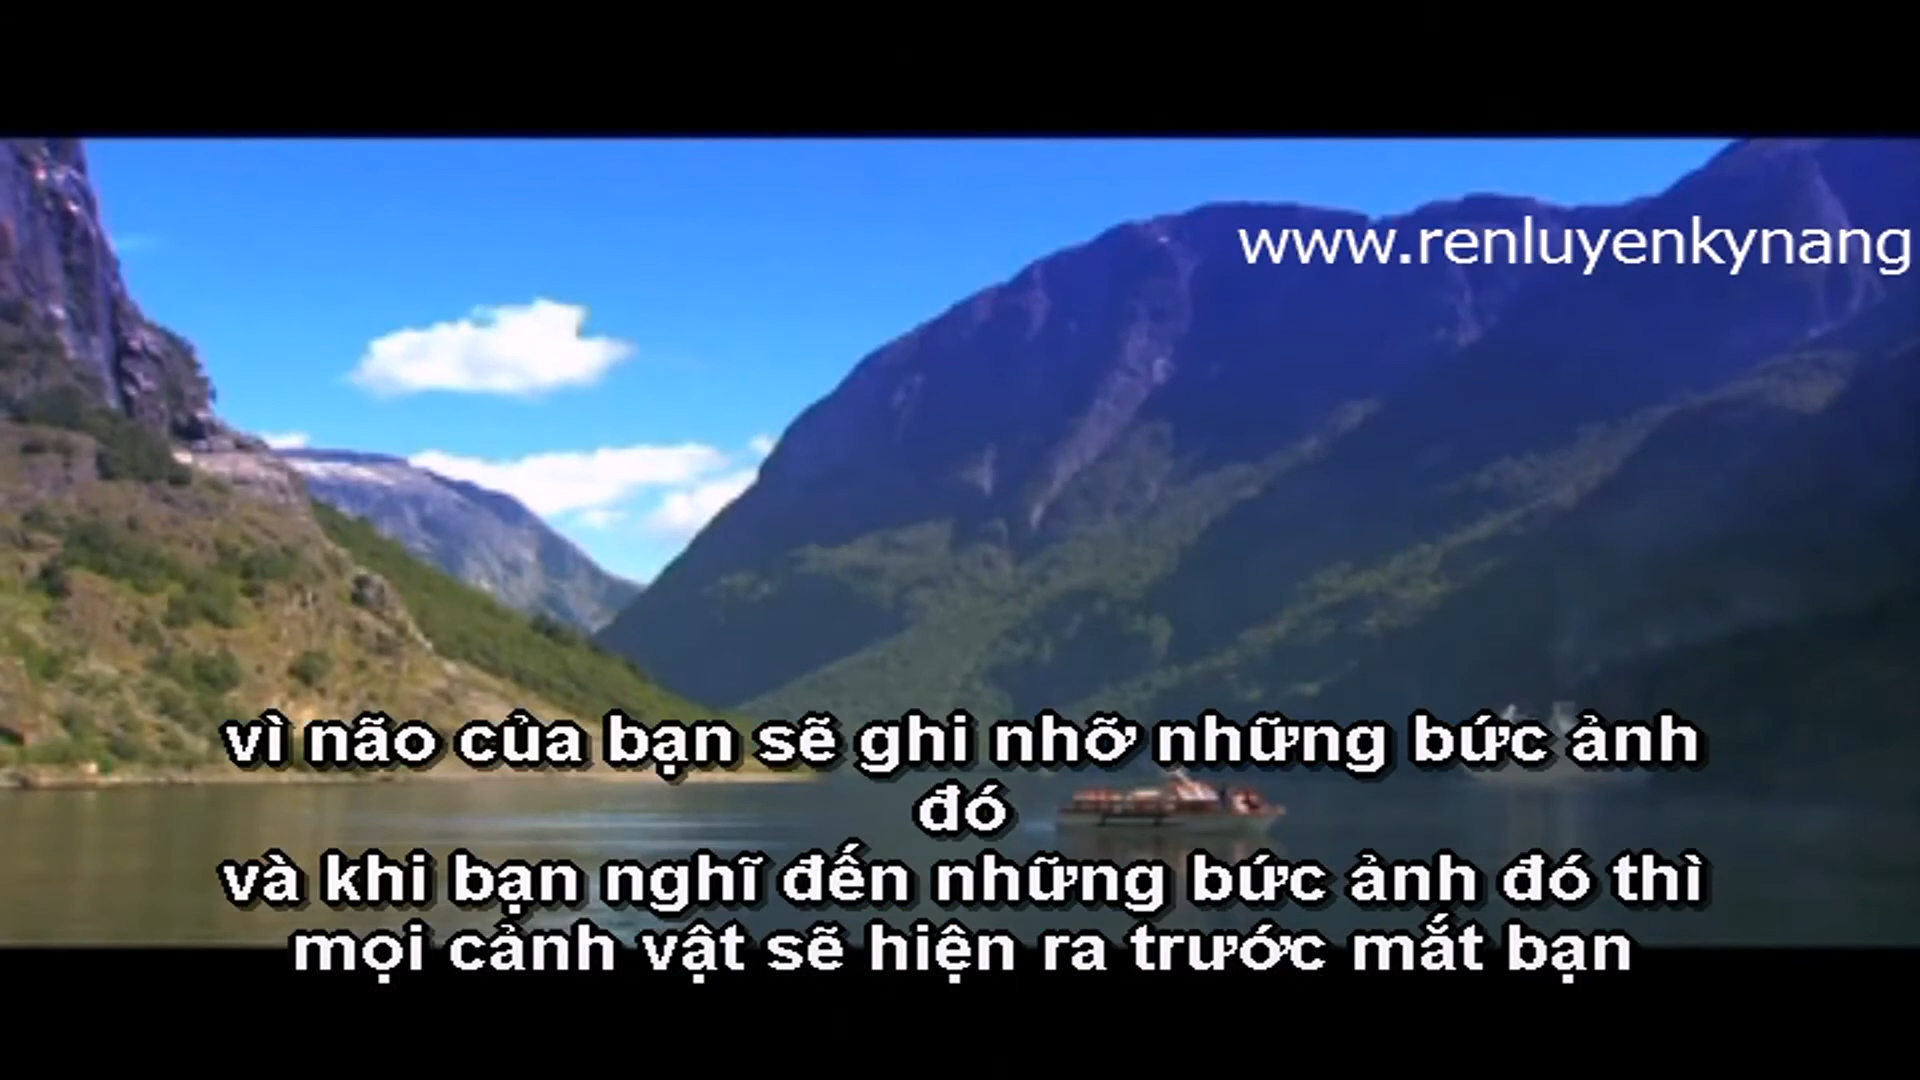 www.renluyenkynang
vì não của bạn sẽ ghi nhỡ những bức ảnh
đó
và khi bạn nghĩ đến những bức ảnh đó thì
mọi cảnh vật sẽ hiện ra trước mắt bạn